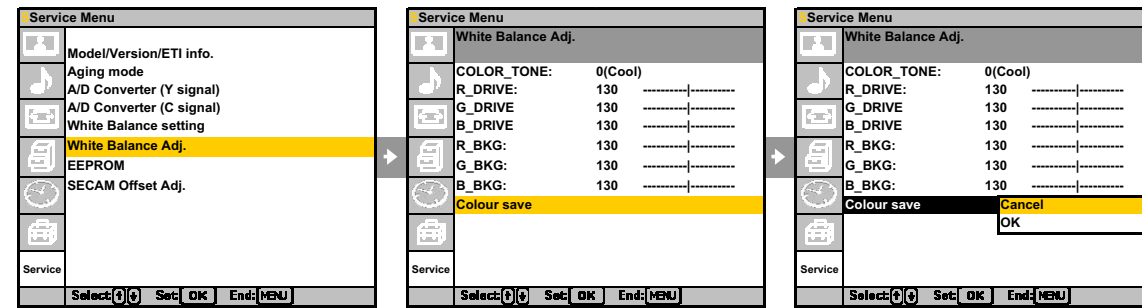 Service Menu
Model/Version/ETI info.
Aging mode
A/D Converter (Y signal)
A/D Converter (C signal)
White Balance setting
White Balance Adj.
EEPROM
SECAM Offset Adj.
Service
Select: Set: OK End: MENU
Service Menu
White Balance Adj.
COLOR_TONE: 0(Cool)
R_DRIVE: 130 ----------|----------
G_DRIVE 130 ----------|----------
B_DRIVE 130 ----------|----------
R_BKG: 130 ----------|----------
G_BKG: 130 ----------|----------
B_BKG: 130 ----------|----------
Colour save
Service
Select: Set: OK End: MENU
Service Menu
White Balance Adj.
COLOR_TONE: 0(Cool)
R_DRIVE: 130 ----------|----------
G_DRIVE 130 ----------|----------
B_DRIVE 130 ----------|----------
R_BKG: 130 ----------|----------
G_BKG: 130 ----------|----------
B_BKG: 130 ----------|----------
Colour save Cancel
OK
Service
Select: Set: OK End: MENU